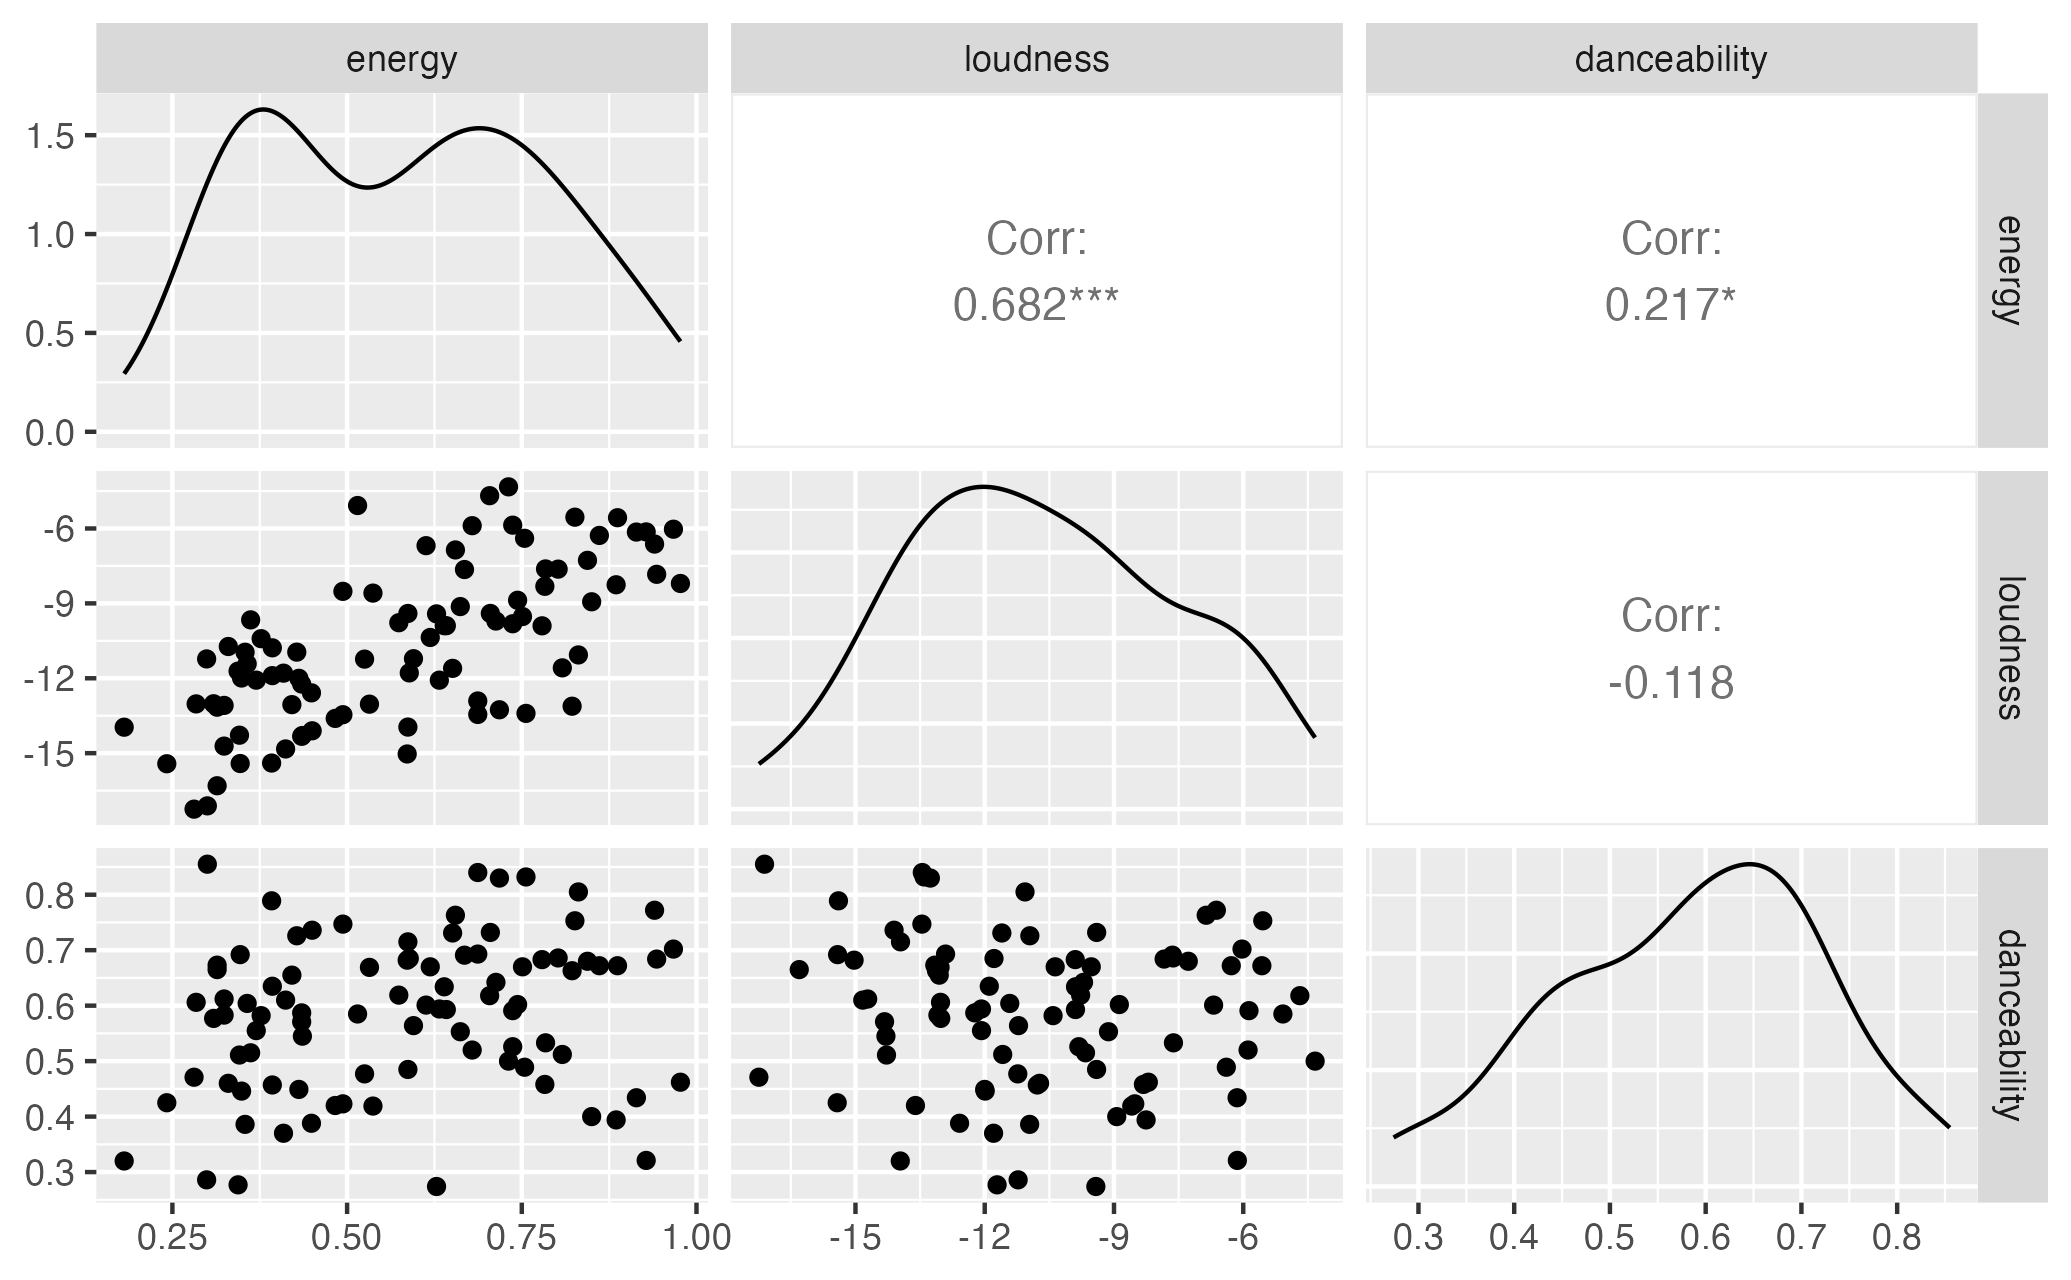 energy loudness danceability
1.5
1.0
0.5
0.0
Corr:
0.682***
Corr:
0.217*
energy
-6
-9
-12
-15
Corr:
-0.118
loudness
0.8
0.7
0.6
0.5
0.4
0.3
danceability
0.25 0.50 0.75 1.00 -15 -12 -9 -6 0.3 0.4 0.5 0.6 0.7 0.8